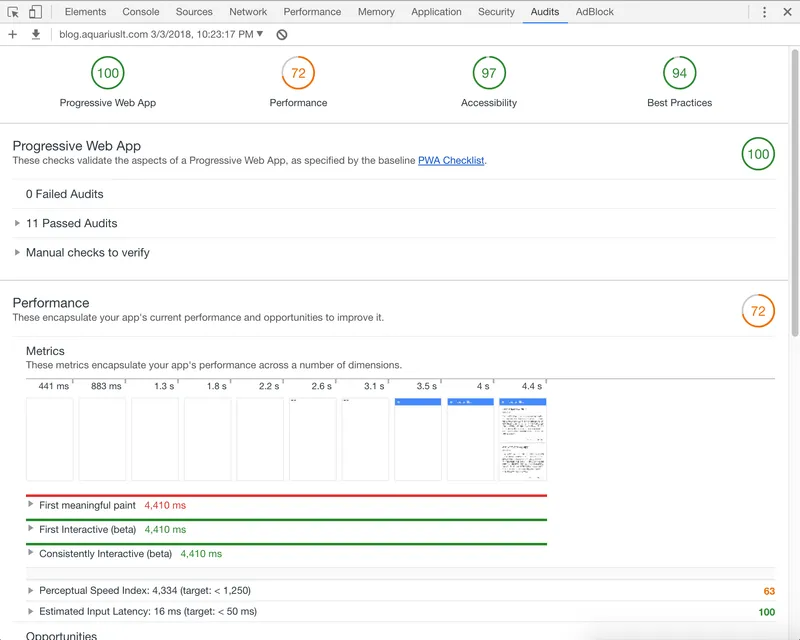 Elements Console Sources Network Performance Memory Application Security Audits AdBlock
blog.aquariuslt.com 3/3/2018, 10:23:17 PM ▼
100 72 97 94
Progressive Web App Performance Accessibility Best Practices
Progressive Web App
These checks validate the aspects of a Progressive Web App, as specified by the baseline PWA Checklist.
100
0 Failed Audits
11 Passed Audits
Manual checks to verify
Performance
These encapsulate your app's current performance and opportunities to improve it.
72
Metrics
These metrics encapsulate your app's performance across a number of dimensions.
441 ms 883 ms 1.3 s 1.8 s 2.2 s 2.6 s 3.1 s 3.5 s 4 s 4.4 s
First meaningful paint 4,410 ms
First Interactive (beta) 4,410 ms
Consistently Interactive (beta) 4,410 ms
Perceptual Speed Index: 4,334 (target: < 1,250) 63
Estimated Input Latency: 16 ms (target: < 50 ms) 100
Opportunities